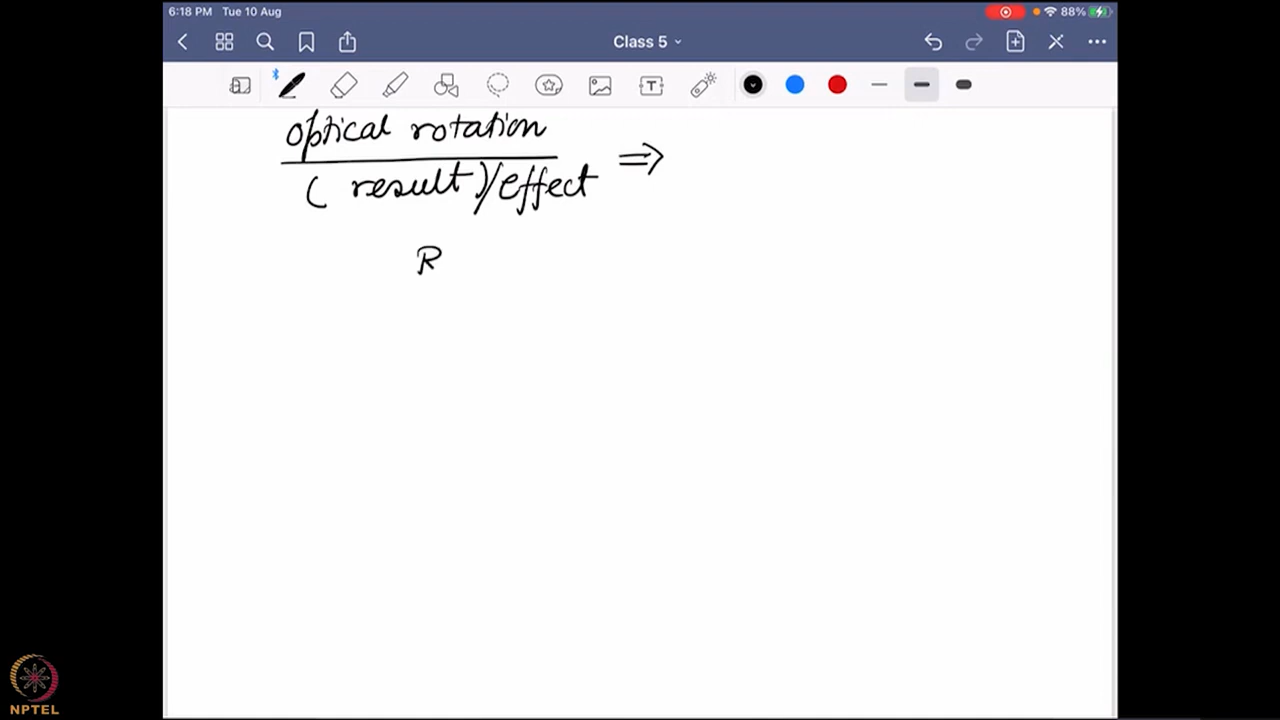 6:18 PM Tue 10 Aug 88%
Class 5
T
optical rotation
( result)/effect ⇒
R
NPTEL